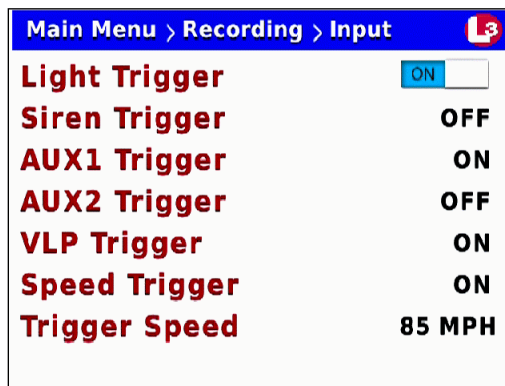 Main Menu > Recording > Input L3
Light Trigger ON
Siren Trigger OFF
AUX1 Trigger ON
AUX2 Trigger OFF
VLP Trigger ON
Speed Trigger ON
Trigger Speed 85 MPH